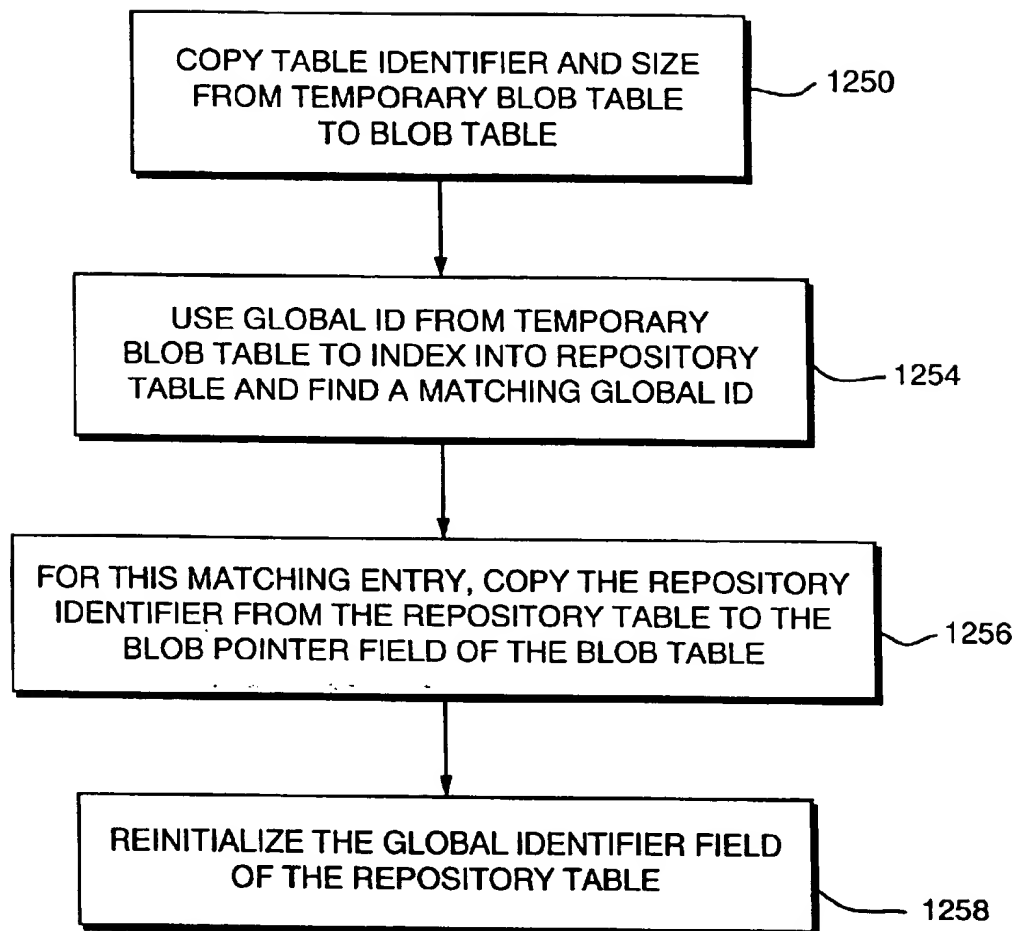 COPY TABLE IDENTIFIER AND SIZE
FROM TEMPORARY BLOB TABLE
TO BLOB TABLE
1250
USE GLOBAL ID FROM TEMPORARY
BLOB TABLE TO INDEX INTO REPOSITORY
TABLE AND FIND A MATCHING GLOBAL ID
1254
FOR THIS MATCHING ENTRY, COPY THE REPOSITORY
IDENTIFIER FROM THE REPOSITORY TABLE TO THE
BLOB POINTER FIELD OF THE BLOB TABLE
1256
REINITIALIZE THE GLOBAL IDENTIFIER FIELD
OF THE REPOSITORY TABLE
1258